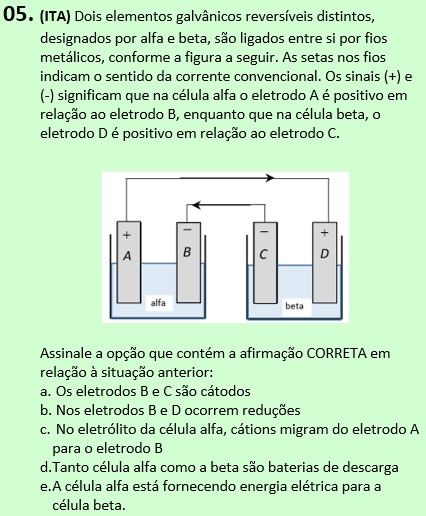 05. (ITA) Dois elementos galvânicos reversíveis distintos,
designados por alfa e beta, são ligados entre si por fios
metálicos, conforme a figura a seguir. As setas nos fios
indicam o sentido da corrente convencional. Os sinais (+) e
(-) significam que na célula alfa o eletrodo A é positivo em
relação ao eletrodo B, enquanto que na célula beta, o
eletrodo D é positivo em relação ao eletrodo C.
+ − − +
A B C D
alfa beta
Assinale a opção que contém a afirmação CORRETA em
relação à situação anterior:
a. Os eletrodos B e C são cátodos
b. Nos eletrodos B e D ocorrem reduções
c. No eletrólito da célula alfa, cátions migram do eletrodo A
para o eletrodo B
d.Tanto célula alfa como a beta são baterias de descarga
e.A célula alfa está fornecendo energia elétrica para a
célula beta.